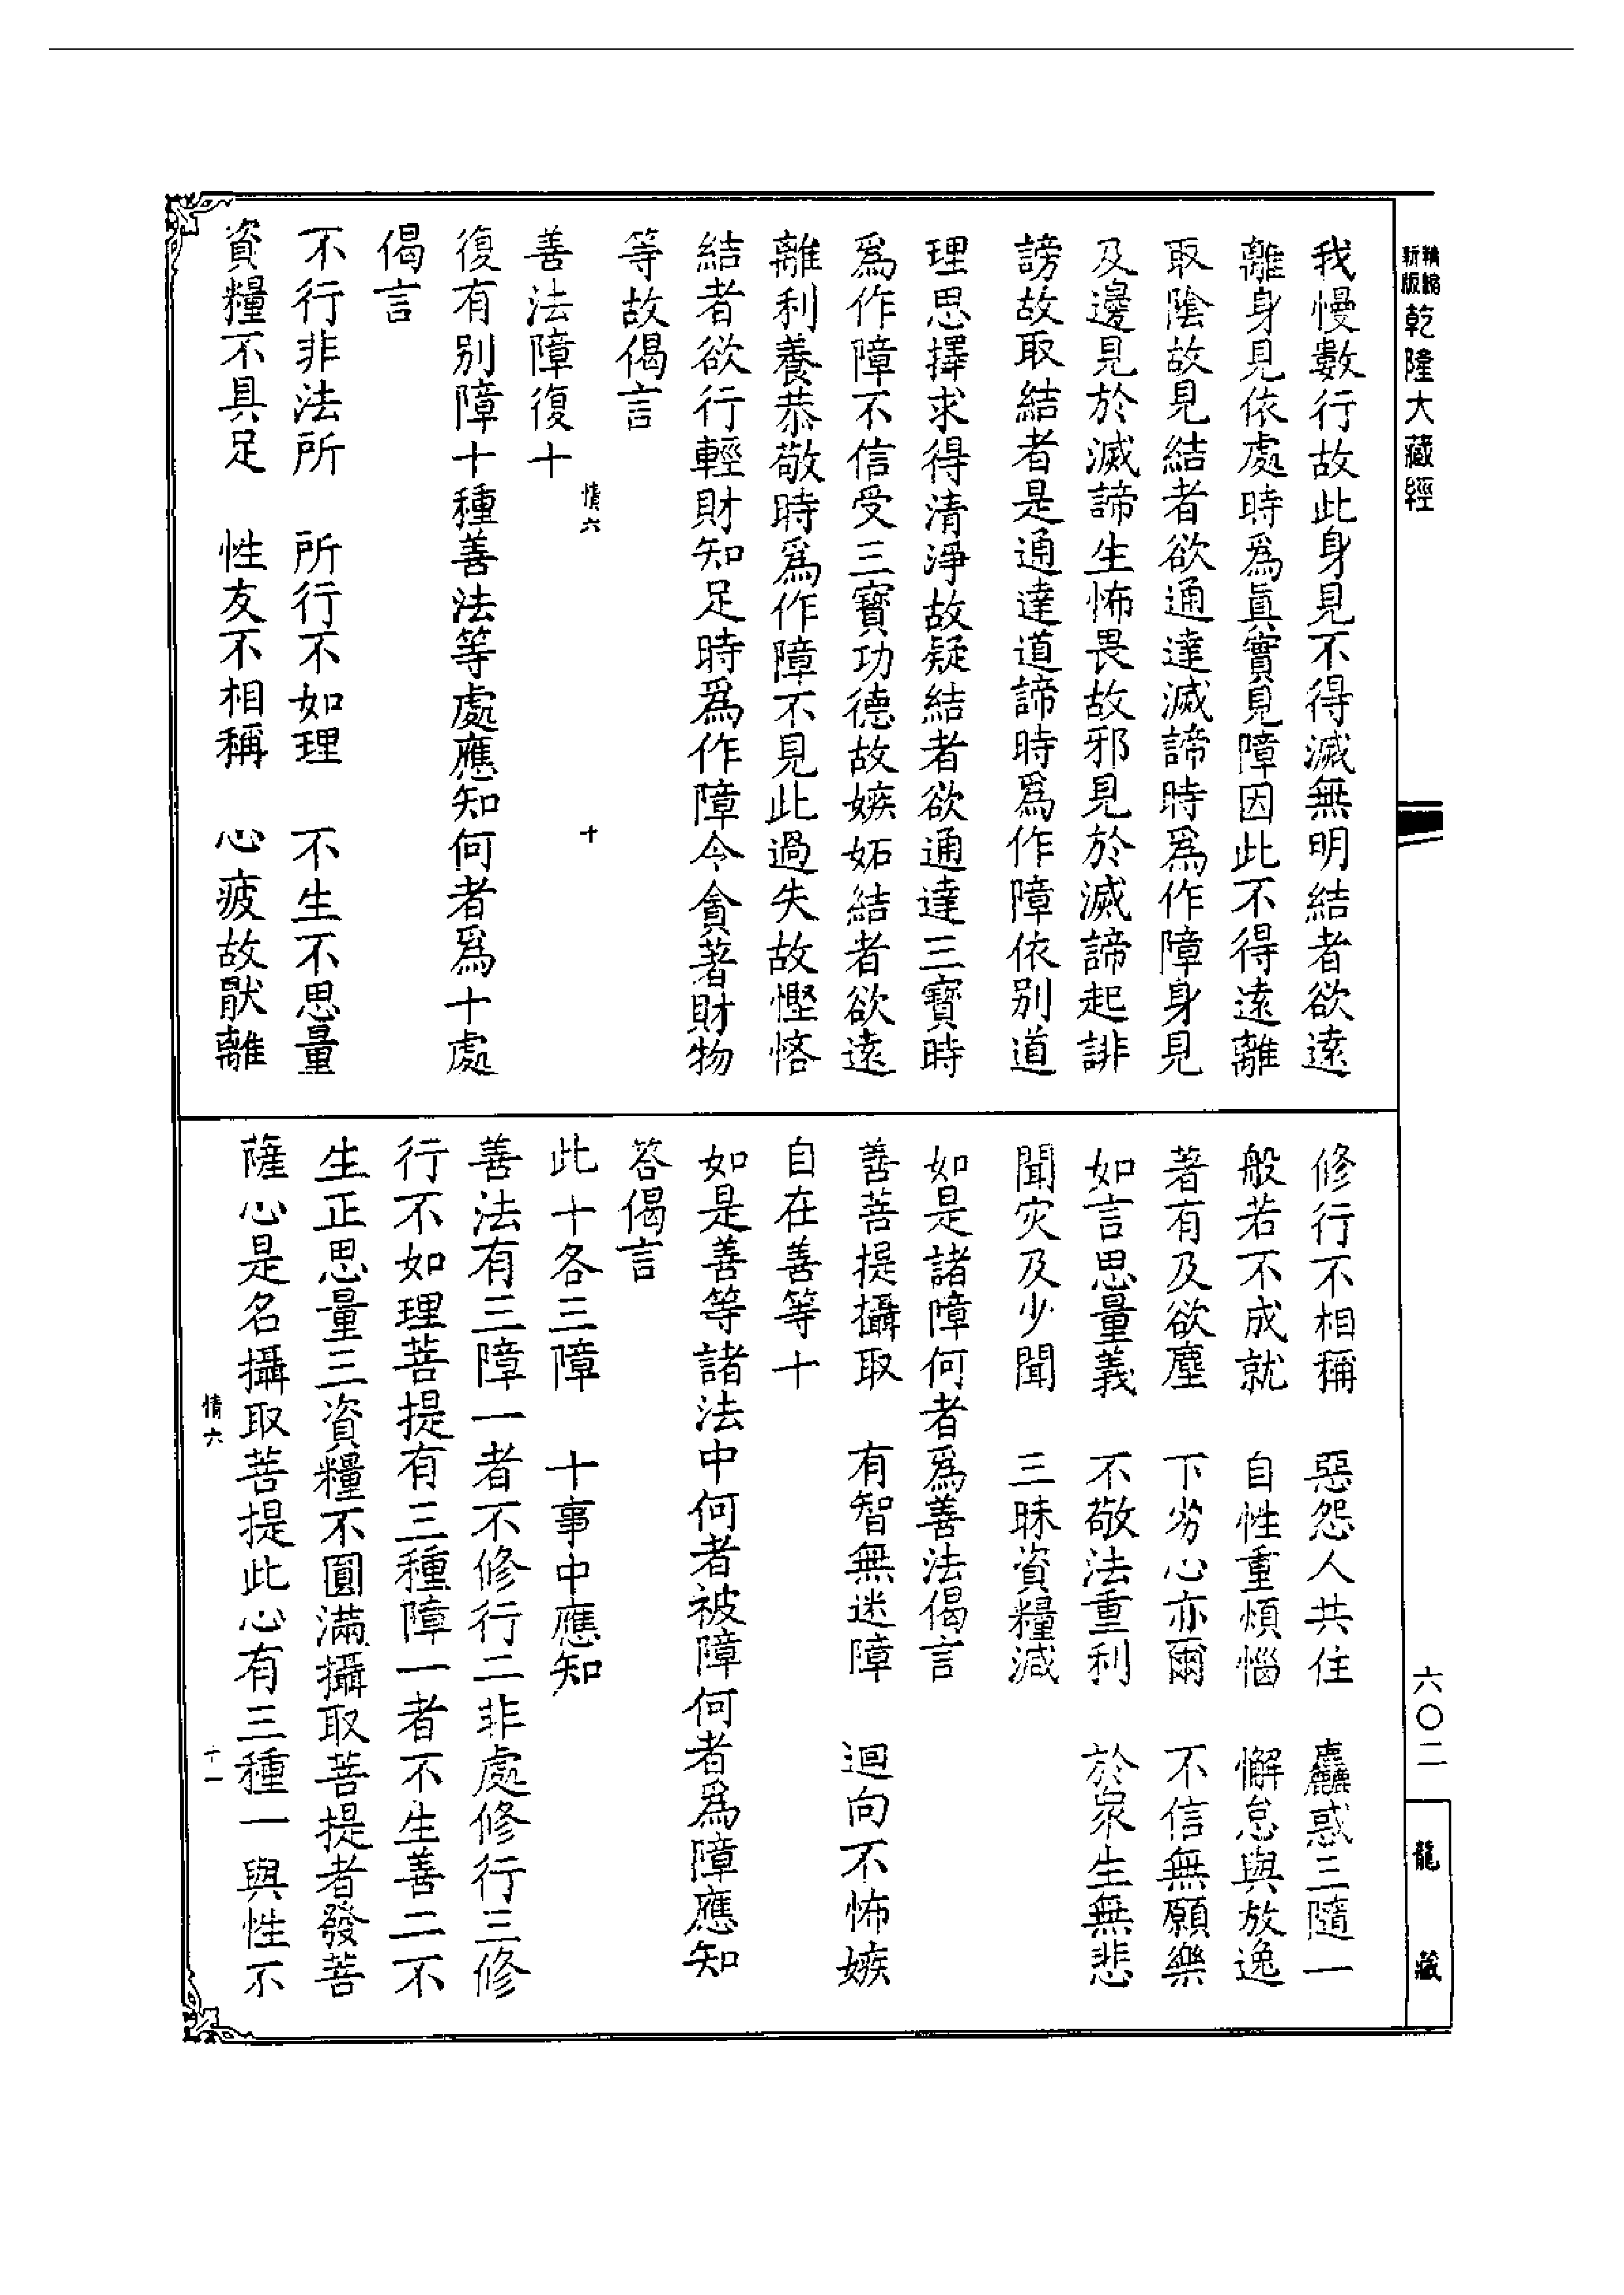 新編
新版 乾隆大藏經
我慢數行故此身見不得滅無明結者欲遠
離身見依處時爲眞實見障因此不得遠離
取陰故見結者欲通達滅諦時爲作障身見
及邊見於滅諦生怖畏故邪見於滅諦起誹
謗故取結者是通達道諦時爲作障依別道
理思擇求得清淨故疑結者欲通達三寶時
爲作障不信受三寶功德故嫉妬結者欲遠
離利養恭敬時爲作障不見此過失故慳悋
結者欲行輕財知足時爲作障令貪著財物
等故偈言
情六 十
善法障復十
復有別障十種善法等處應知何者爲十處
偈言
不行非法所 所行不如理 不生不思量
資糧不具足 性友不相稱 心疲故厭離
修行不相稱 惡怨人共住 麤惑三隨一
般若不成就 自性重煩惱 懈怠與放逸
著有及欲塵 下劣心亦爾 不信無願樂
如言思量義 不敬法重利 於衆生無悲
聞災及少聞 三昧資糧減
如是諸障何者爲善法偈言
善菩提攝取 有智無迷障 迴向不怖嫉
自在善等十
如是善等諸法中何者被障何者爲障應知
答偈言
此十各三障 十事中應知
善法有三障一者不修行二非處修行三修
行不如理菩提有三種障一者不生善二不
生正思量三資糧不圓滿攝取菩提者發菩
薩心是名攝取菩提此心有三種一與性不
情六 十一
六〇二
龍藏